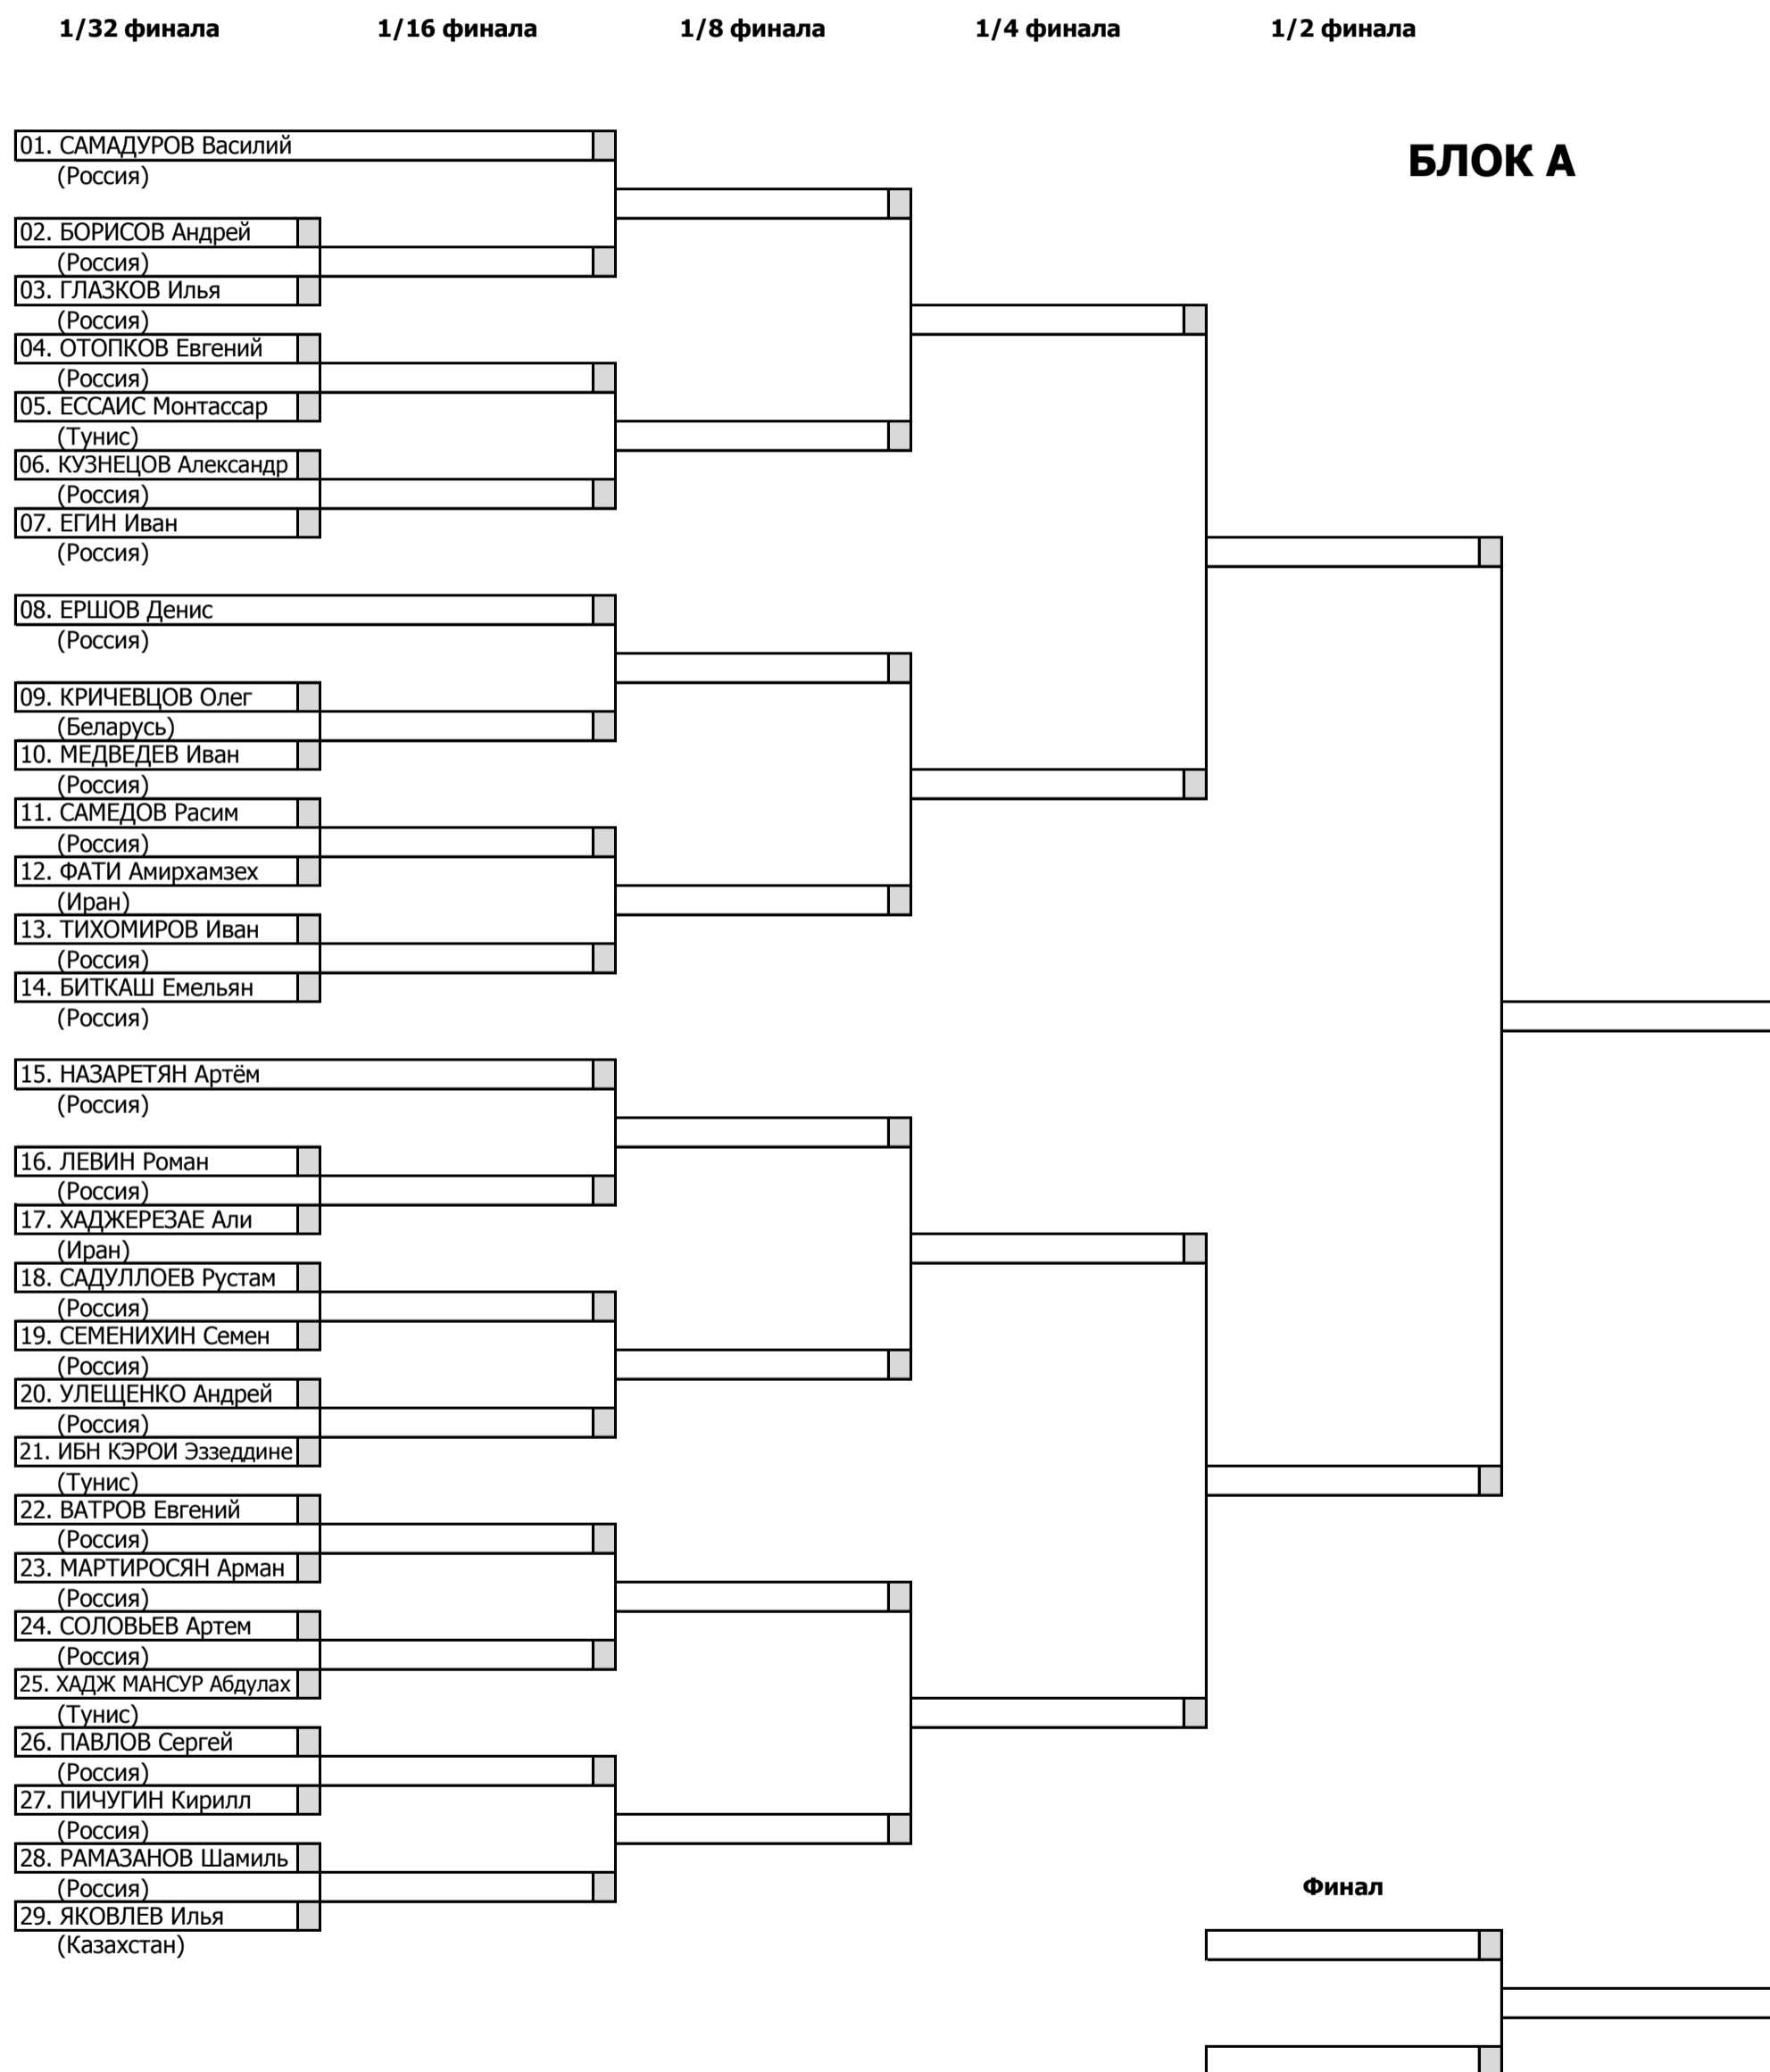 1/32 финала 1/16 финала 1/8 финала 1/4 финала 1/2 финала
БЛОК А
01. САМАДУРОВ Василий
(Россия)
02. БОРИСОВ Андрей
(Россия)
03. ГЛАЗКОВ Илья
(Россия)
04. ОТОПКОВ Евгений
(Россия)
05. ЕССАИС Монтассар
(Тунис)
06. КУЗНЕЦОВ Александр
(Россия)
07. ЕГИН Иван
(Россия)
08. ЕРШОВ Денис
(Россия)
09. КРИЧЕВЦОВ Олег
(Беларусь)
10. МЕДВЕДЕВ Иван
(Россия)
11. САМЕДОВ Расим
(Россия)
12. ФАТИ Амирхамзех
(Иран)
13. ТИХОМИРОВ Иван
(Россия)
14. БИТКАШ Емельян
(Россия)
15. НАЗАРЕТЯН Артём
(Россия)
16. ЛЕВИН Роман
(Россия)
17. ХАДЖЕРЕЗАЕ Али
(Иран)
18. САДУЛЛОЕВ Рустам
(Россия)
19. СЕМЕНИХИН Семен
(Россия)
20. УЛЕЩЕНКО Андрей
(Россия)
21. ИБН КЭРОИ Эззеддине
(Тунис)
22. ВАТРОВ Евгений
(Россия)
23. МАРТИРОСЯН Арман
(Россия)
24. СОЛОВЬЕВ Артем
(Россия)
25. ХАДЖ МАНСУР Абдулах
(Тунис)
26. ПАВЛОВ Сергей
(Россия)
27. ПИЧУГИН Кирилл
(Россия)
28. РАМАЗАНОВ Шамиль
(Россия)
29. ЯКОВЛЕВ Илья
(Казахстан)
Финал